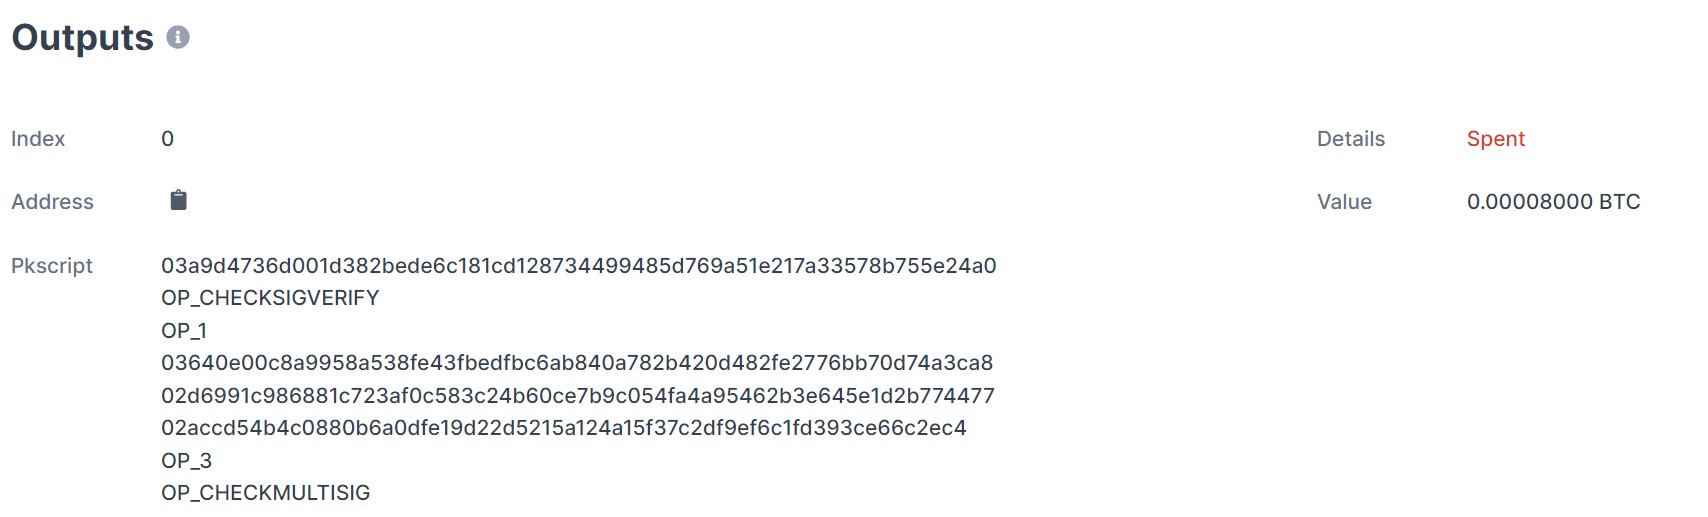 Outputs
Index 0 Details Spent
Address Value 0.00008000 BTC
Pkscript 03a9d4736d001d382bede6c181cd128734499485d769a51e217a33578b755e24a0
OP_CHECKSIGVERIFY
OP_1
03640e00c8a9958a538fe43fbedfbc6ab840a782b420d482fe2776bb70d74a3ca8
02d6991c986881c723af0c583c24b60ce7b9c054fa4a95462b3e645e1d2b774477
02accd54b4c0880b6a0dfe19d22d5215a124a15f37c2df9ef6c1fd393ce66c2ec4
OP_3
OP_CHECKMULTISIG